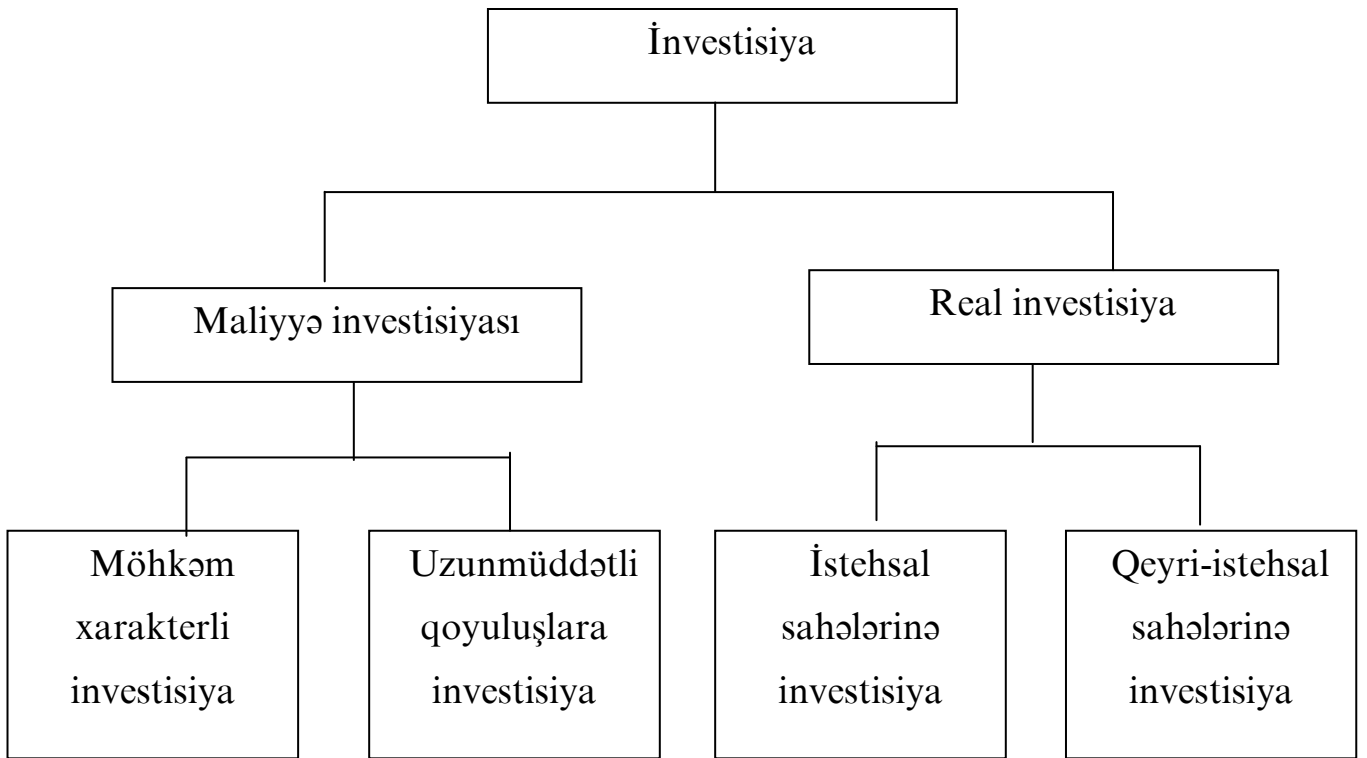 İnvestisiya
Maliyyə investisiyası
Real investisiya
Möhkəm
xarakterli
investisiya
Uzunmüddətli
qoyuluşlara
investisiya
İstehsal
sahələrinə
investisiya
Qeyri-istehsal
sahələrinə
investisiya